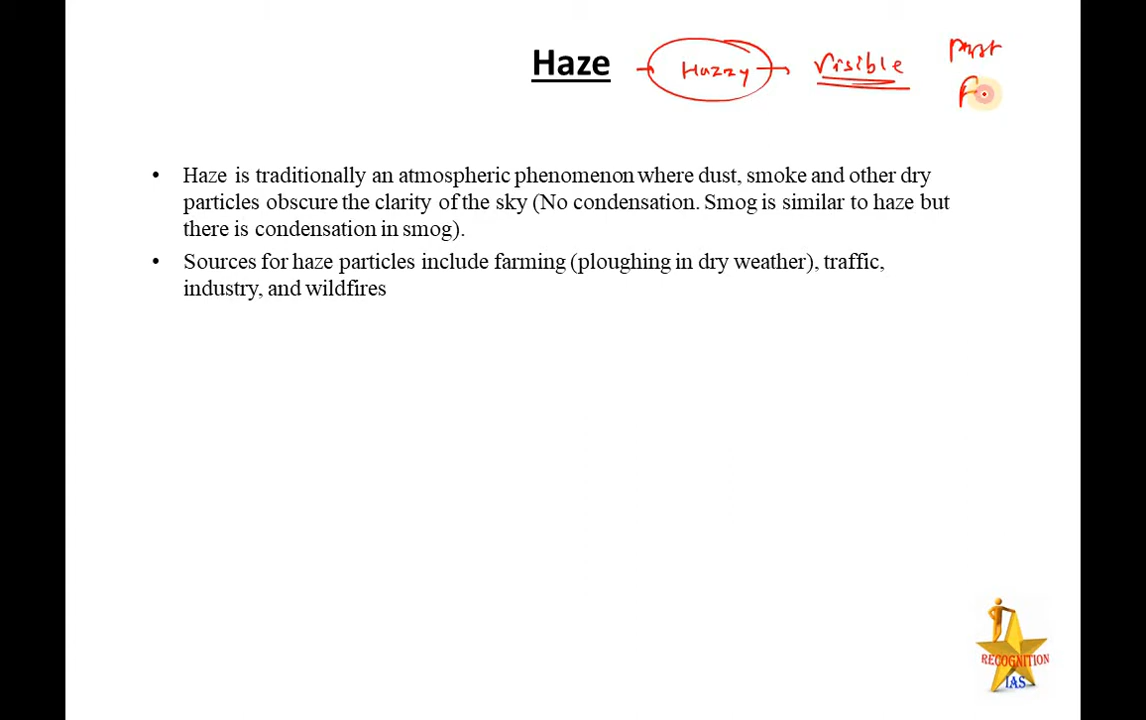 Haze
Hazzy
Visible
• Haze is traditionally an atmospheric phenomenon where dust, smoke and other dry
particles obscure the clarity of the sky (No condensation. Smog is similar to haze but
there is condensation in smog).
• Sources for haze particles include farming (ploughing in dry weather), traffic,
industry, and wildfires
RECOGNITION
IAS